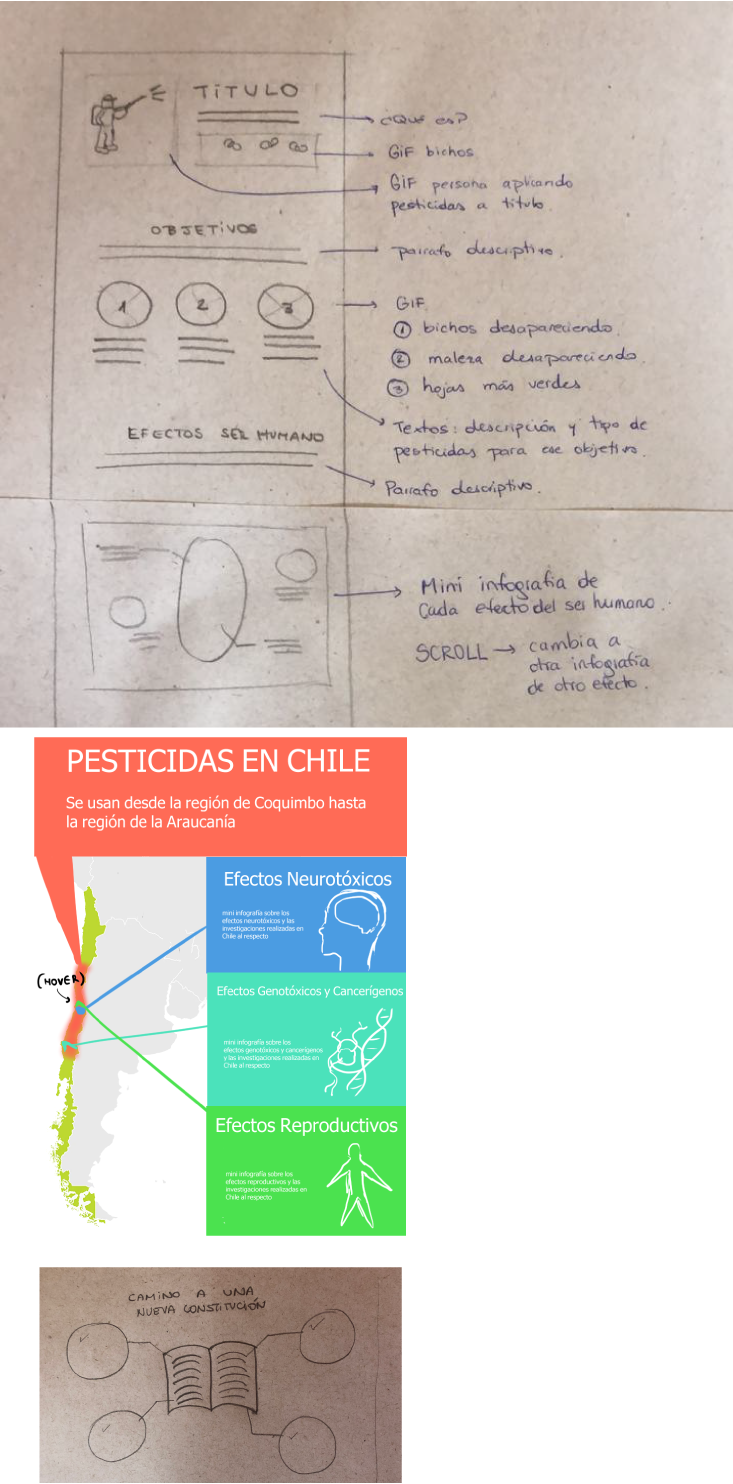 TÍTULO
¿Qué es?
GIF bichos
GIF persona aplicando
pesticidas a título.
OBJETIVOS
parrafo descriptivo.
1
2
3
GIF
① bichos desapareciendo.
② maleza desapareciendo.
③ hojas más verdes
Textos: descripción y tipo de
pesticidas para ese objetivo.
EFECTOS SER HUMANO
Parrafo descriptivo.
Mini infografía de
Cada efecto del ser humano.
SCROLL → cambia a
otra infografía
de otro efecto.
PESTICIDAS EN CHILE
Se usan desde la región de Coquimbo hasta
la región de la Araucanía
Efectos Neurotóxicos
mini infografía sobre los
efectos neurotóxicos y las
investigaciones realizadas en
Chile al respecto
(HOVER)
Efectos Genotóxicos y Cancerígenos
mini infografía sobre los
efectos genotóxicos y cancerígenos
y las investigaciones realizadas en
Chile al respecto
Efectos Reproductivos
mini infografía sobre los
efectos reproductivos y las
investigaciones realizadas en
Chile al respecto
CAMINO A UNA
NUEVA CONSTITUCIÓN